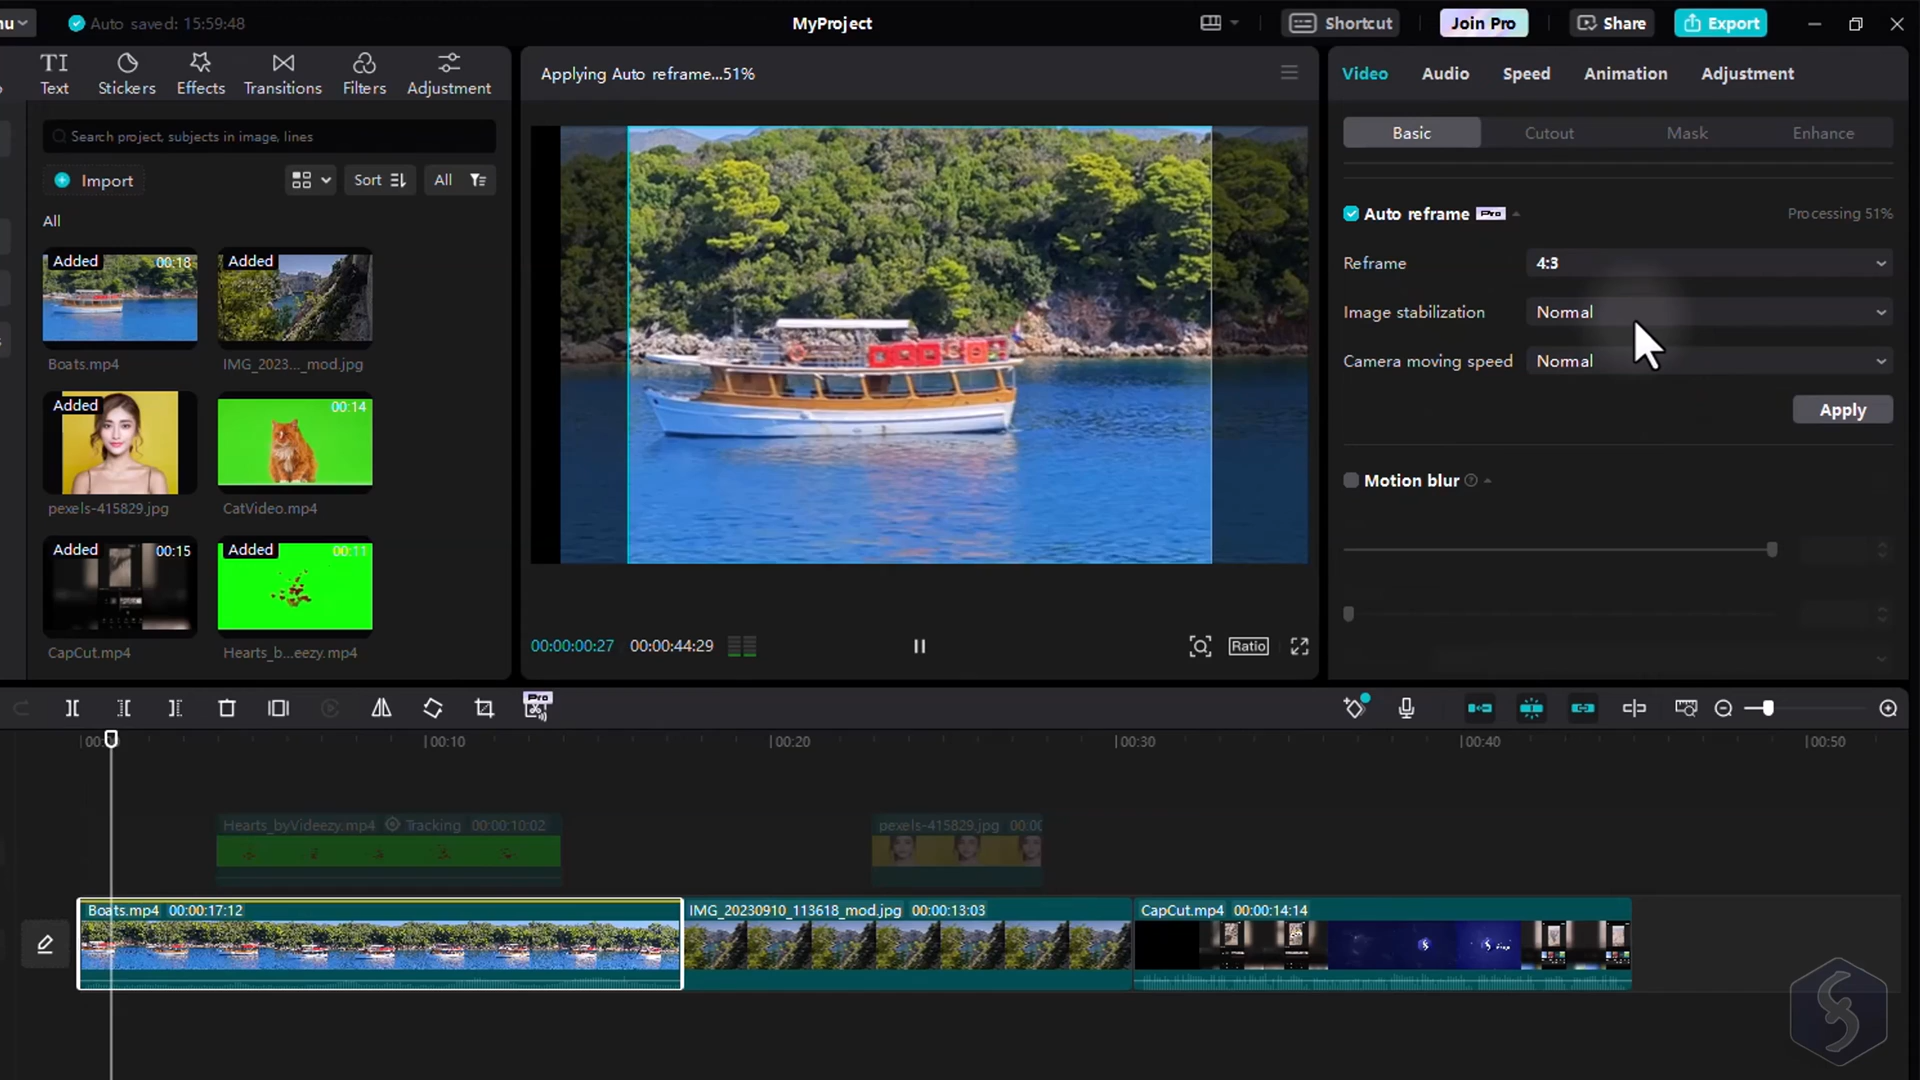 Auto saved: 15:59:48
MyProject
Shortcut
Join Pro
Share
Export
TI
Text
Stickers
Effects
Transitions
Filters
Adjustment
Search project, subjects in image, lines
Import
Sort
All
All
Added
00:18
Boats.mp4
Added
IMG_2023..._mod.jpg
Added
pexels-415829.jpg
00:14
CatVideo.mp4
Added
00:15
CapCut.mp4
Added
00:11
Hearts_b...eezy.mp4
Applying Auto reframe...51%
00:00:00:27
00:00:44:29
Ratio
Video
Audio
Speed
Animation
Adjustment
Basic
Cutout
Mask
Enhance
Auto reframe
Pro
Processing 51%
Reframe
4:3
Image stabilization
Normal
Camera moving speed
Normal
Apply
Motion blur
Pro
00:10
00:20
00:30
00:40
00:50
Hearts_byVideezy.mp4 Tracking 00:00:10:02
pexels-415829.jpg
Boats.mp4 00:00:17:12
IMG_20230910_113618_mod.jpg 00:00:13:03
CapCut.mp4 00:00:14:14